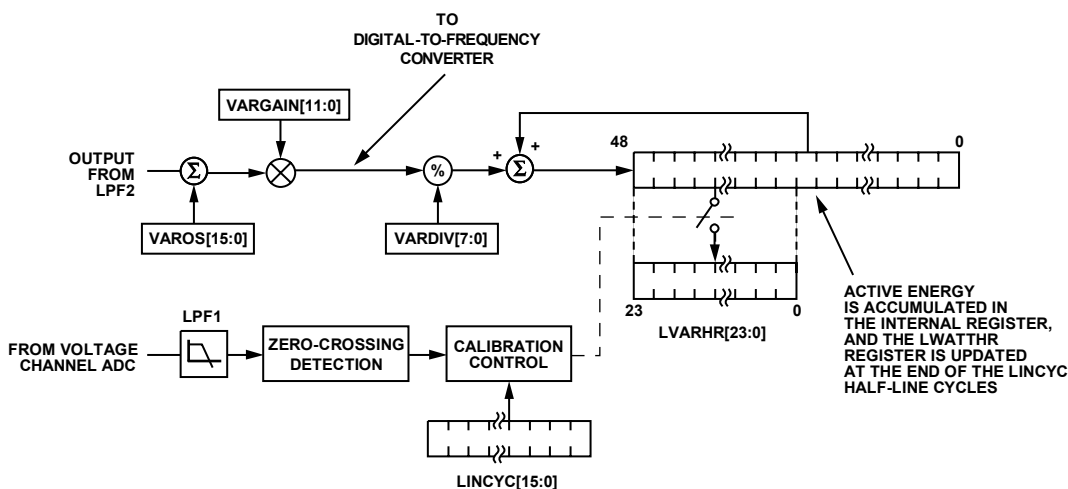 TO
DIGITAL-TO-FREQUENCY
CONVERTER
VARGAIN[11:0]
OUTPUT
FROM
LPF2
Σ
%
+
+
Σ
48
0
VAROS[15:0]
VARDIV[7:0]
23
0
LVARHR[23:0]
ACTIVE ENERGY
IS ACCUMULATED IN
THE INTERNAL REGISTER,
AND THE LWATTHR
REGISTER IS UPDATED
AT THE END OF THE LINCYC
HALF-LINE CYCLES
LPF1
FROM VOLTAGE
CHANNEL ADC
ZERO-CROSSING
DETECTION
CALIBRATION
CONTROL
LINCYC[15:0]